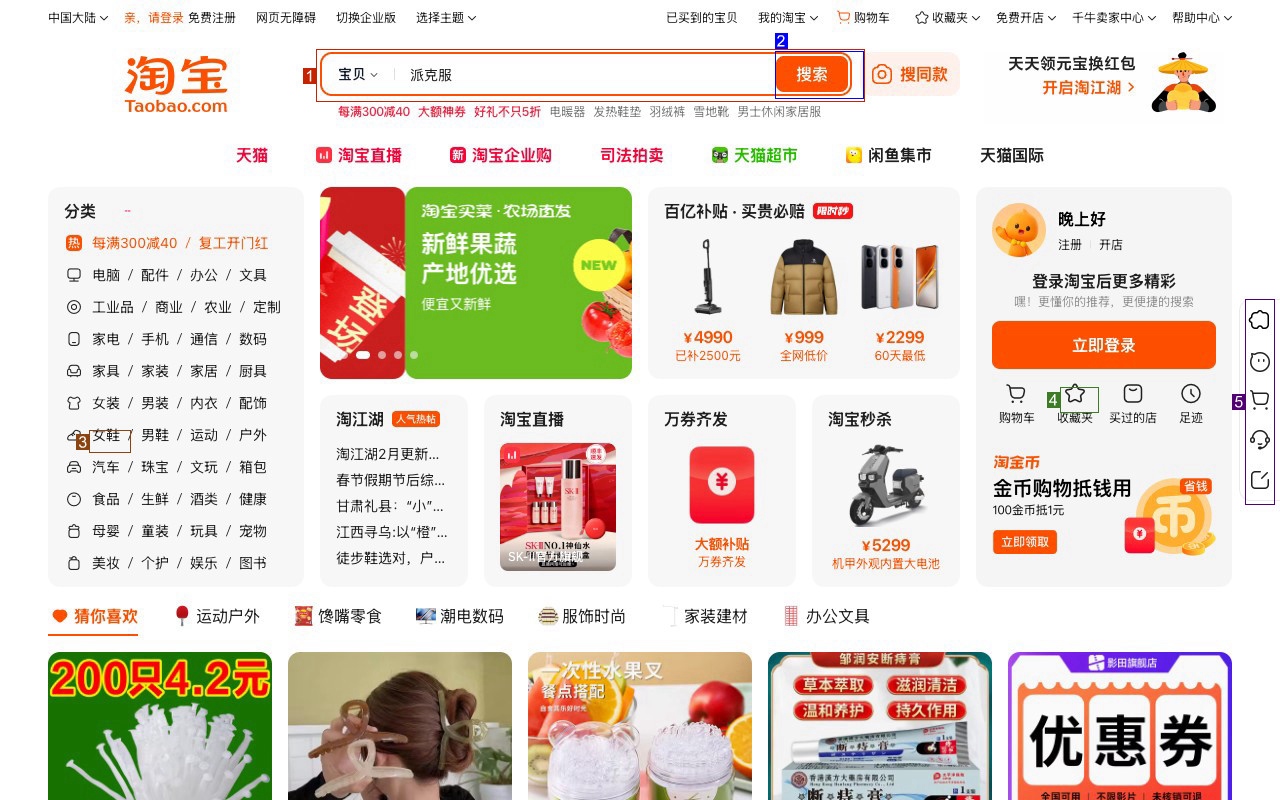 中国大陆 亲，请登录 免费注册 网页无障碍 切换企业版 选择主题 已买到的宝贝 我的淘宝 购物车 收藏夹 免费开店 千牛卖家中心 帮助中心
2
淘宝
Taobao.com
1
宝贝 派克服 搜索 搜同款
每满300减40 大额神券 好礼不只5折 电暖器 发热鞋垫 羽绒裤 雪地靴 男士休闲家居服
天天领元宝换红包
开启淘江湖
天猫 淘宝直播 新 淘宝企业购 司法拍卖 天猫超市 闲鱼集市 天猫国际
分类
热 每满300减40 / 复工开门红
电脑 / 配件 / 办公 / 文具
工业品 / 商业 / 农业 / 定制
家电 / 手机 / 通信 / 数码
家具 / 家装 / 家居 / 厨具
女装 / 男装 / 内衣 / 配饰
3 女鞋 / 男鞋 / 运动 / 户外
汽车 / 珠宝 / 文玩 / 箱包
食品 / 生鲜 / 酒类 / 健康
母婴 / 童装 / 玩具 / 宠物
美妆 / 个护 / 娱乐 / 图书
登场
淘宝买菜·农场直发
新鲜果蔬
产地优选
便宜又新鲜
NEW
百亿补贴 · 买贵必赔 限时秒
¥4990 ¥999 ¥2299
已补2500元 全网低价 60天最低
晚上好
注册 开店
登录淘宝后更多精彩
嘿！更懂你的推荐，更便捷的搜索
立即登录
4
5
购物车 收藏夹 买过的店 足迹
淘金币
金币购物抵钱用
100金币抵1元
立即领取
省钱
淘江湖 人气热帖
淘江湖2月更新...
春节假期节后综...
甘肃礼县：“小”...
江西寻乌:以“橙”...
徒步鞋选对，户...
淘宝直播
SK-II
NO.1神仙水
万券齐发
大额补贴
万券齐发
淘宝秒杀
¥5299
机甲外观内置大电池
猜你喜欢 运动户外 馋嘴零食 潮电数码 服饰时尚 家装建材 办公文具
200只4.2元
一次性水果叉
餐点搭配
邹润安断痔膏
草本萃取 滋润清洁
温和养护 持久作用
断·痔·膏
影田旗舰店
优惠券
全国可用 不限影片 未核销可退